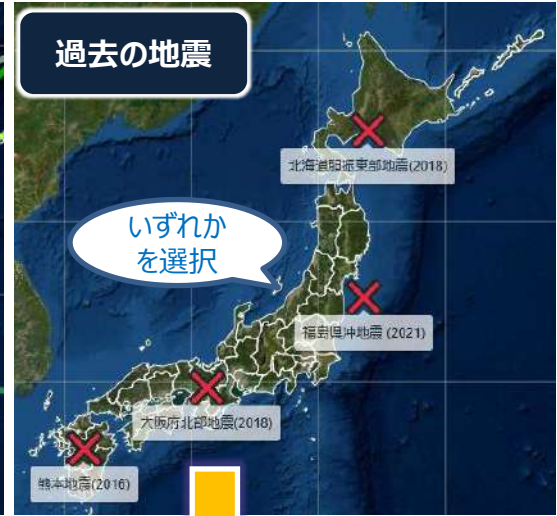 過去の地震
北海道胆振東部地震(2018)
いずれか
を選択
福島県沖地震 (2021)
大阪府北部地震(2018)
熊本地震(2016)